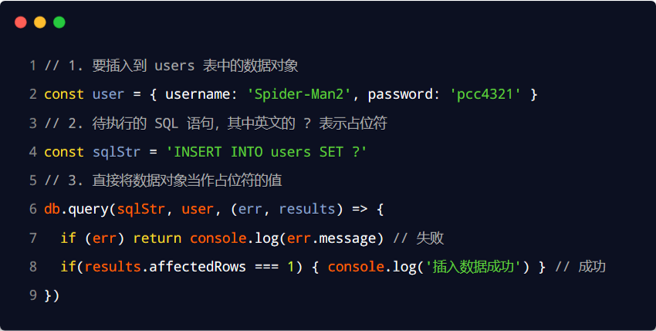 1 // 1. 要插入到 users 表中的数据对象
2 const user = { username: 'Spider-Man2', password: 'pcc4321' }
3 // 2. 待执行的 SQL 语句，其中英文的 ? 表示占位符
4 const sqlStr = 'INSERT INTO users SET ?'
5 // 3. 直接将数据对象当作占位符的值
6 db.query(sqlStr, user, (err, results) => {
7   if (err) return console.log(err.message) // 失败
8   if(results.affectedRows === 1) { console.log('插入数据成功') } // 成功
9 })